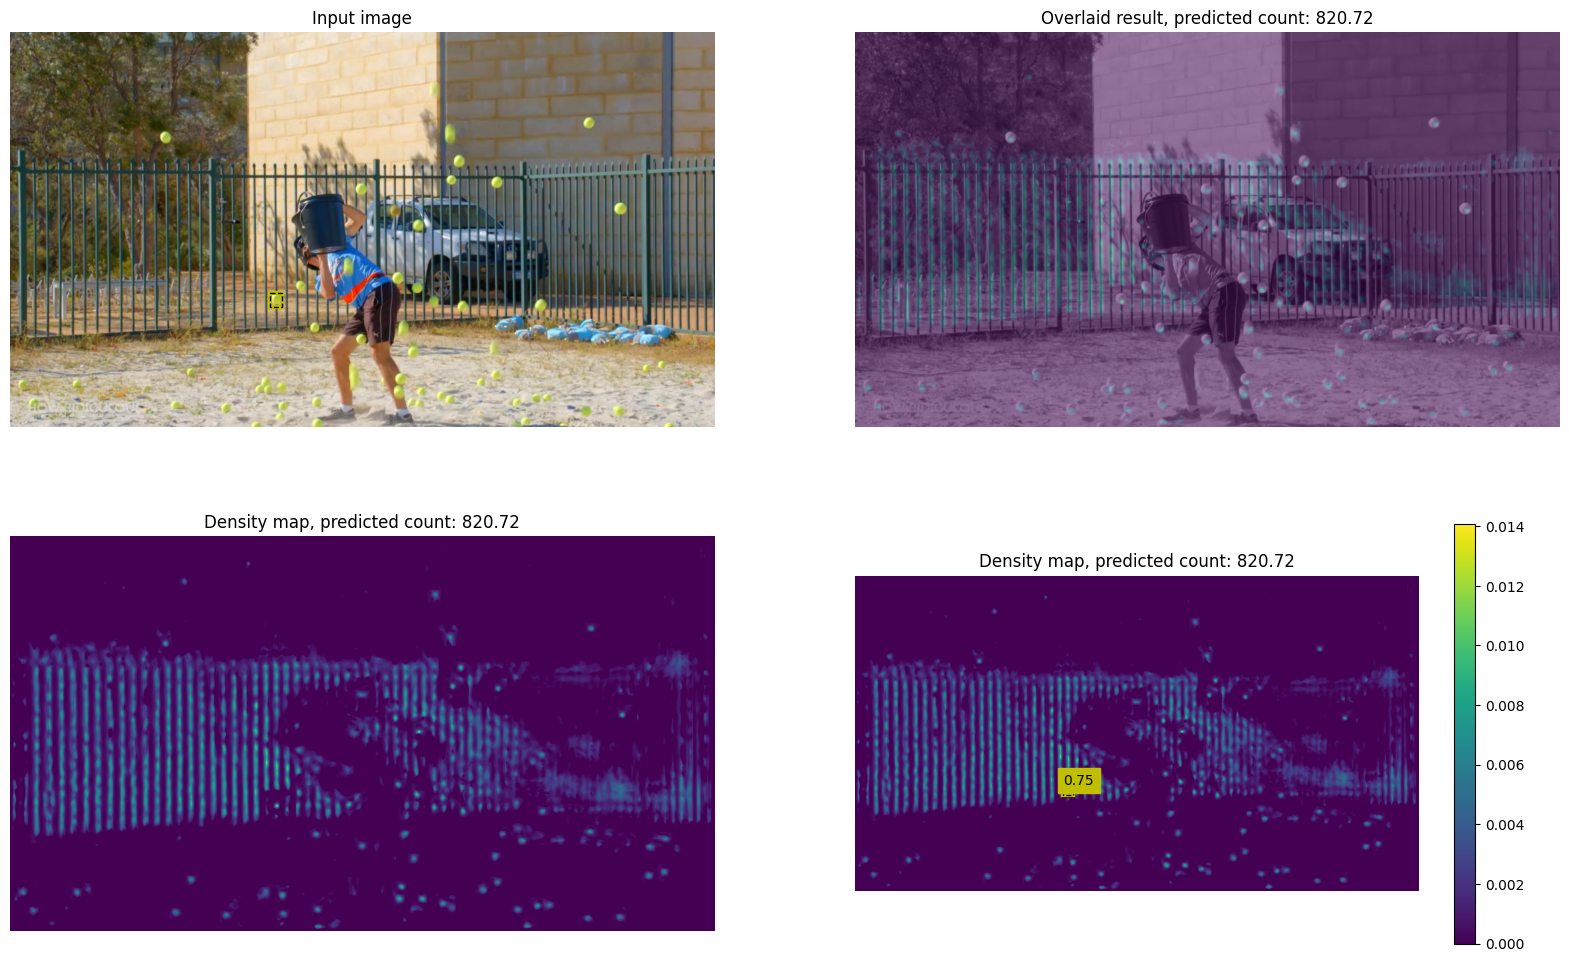 Input image
Overlaid result, predicted count: 820.72
Density map, predicted count: 820.72
Density map, predicted count: 820.72
0.75
0.014
0.012
0.010
0.008
0.006
0.004
0.002
0.000